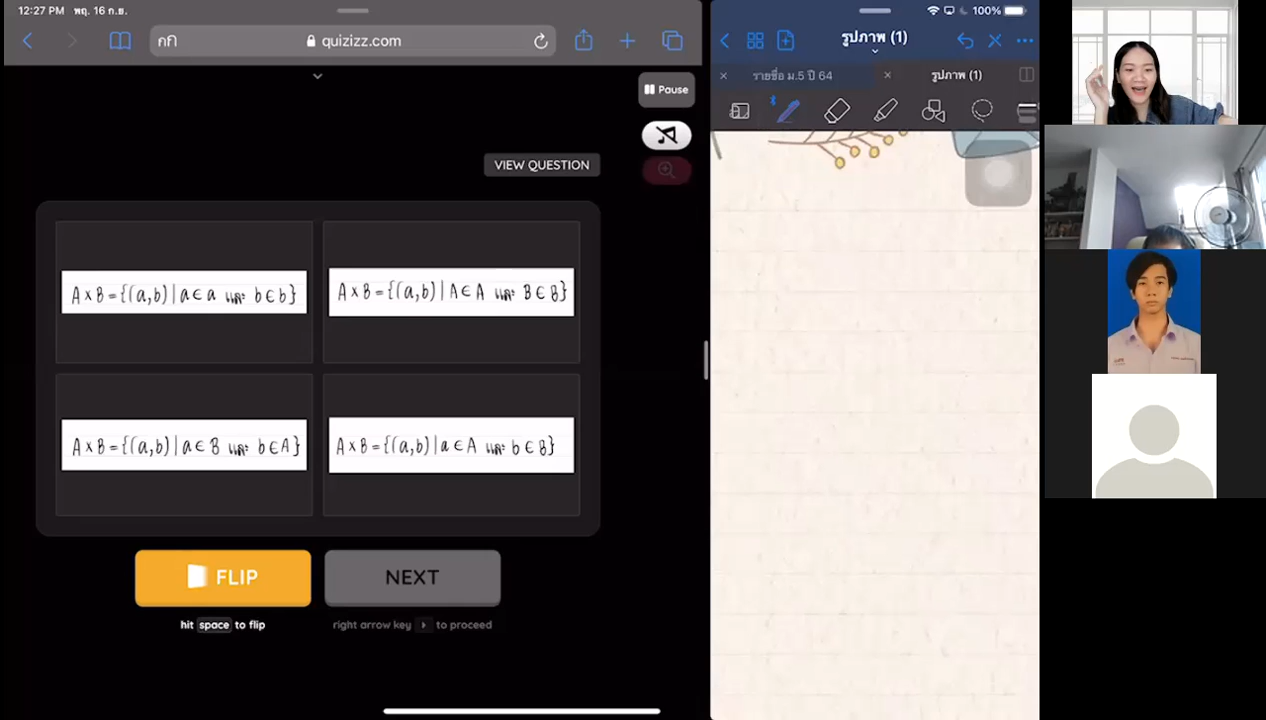 12:27 PM พฤ. 16 ก.ย.
100%
quizizz.com
รูปภาพ (1)
รายชื่อ ม.5 ปี 64
รูปภาพ (1)
Pause
VIEW QUESTION
A × B = {(a,b) | a ∈ a และ b ∈ b}
A × B = {(a,b) | A ∈ A และ B ∈ B}
A × B = {(a,b) | a ∈ B และ b ∈ A}
A × B = {(a,b) | a ∈ A และ b ∈ B}
FLIP
NEXT
hit space to flip
right arrow key to proceed